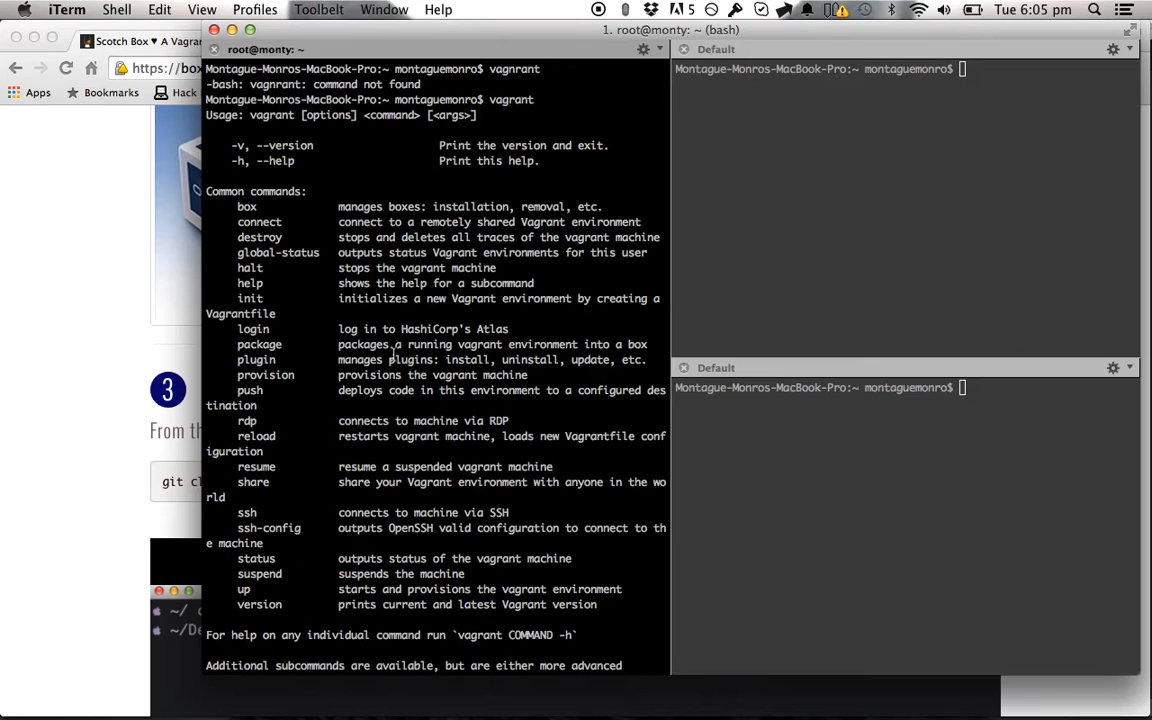 iTerm Shell Edit View Profiles Toolbelt Window Help
5 Tue 6:05 pm
1. root@monty: ~ (bash)
Scotch Box ♥ A Vagra
https://box
Apps Bookmarks Hack
3
From th
git cl
~/
~/De
root@monty: ~
Montague-Monros-MacBook-Pro:~ montaguemonro$ vagnrant
-bash: vagnrant: command not found
Montague-Monros-MacBook-Pro:~ montaguemonro$ vagrant
Usage: vagrant [options] <command> [<args>]
-v, --version Print the version and exit.
-h, --help Print this help.
Common commands:
box manages boxes: installation, removal, etc.
connect connect to a remotely shared Vagrant environment
destroy stops and deletes all traces of the vagrant machine
global-status outputs status Vagrant environments for this user
halt stops the vagrant machine
help shows the help for a subcommand
init initializes a new Vagrant environment by creating a
Vagrantfile
login log in to HashiCorp's Atlas
package packages a running vagrant environment into a box
plugin manages plugins: install, uninstall, update, etc.
provision provisions the vagrant machine
push deploys code in this environment to a configured des
tination
rdp connects to machine via RDP
reload restarts vagrant machine, loads new Vagrantfile conf
iguration
resume resume a suspended vagrant machine
share share your Vagrant environment with anyone in the wo
rld
ssh connects to machine via SSH
ssh-config outputs OpenSSH valid configuration to connect to th
e machine
status outputs status of the vagrant machine
suspend suspends the machine
up starts and provisions the vagrant environment
version prints current and latest Vagrant version
For help on any individual command run `vagrant COMMAND -h`
Additional subcommands are available, but are either more advanced
Default
Montague-Monros-MacBook-Pro:~ montaguemonro$
Default
Montague-Monros-MacBook-Pro:~ montaguemonro$